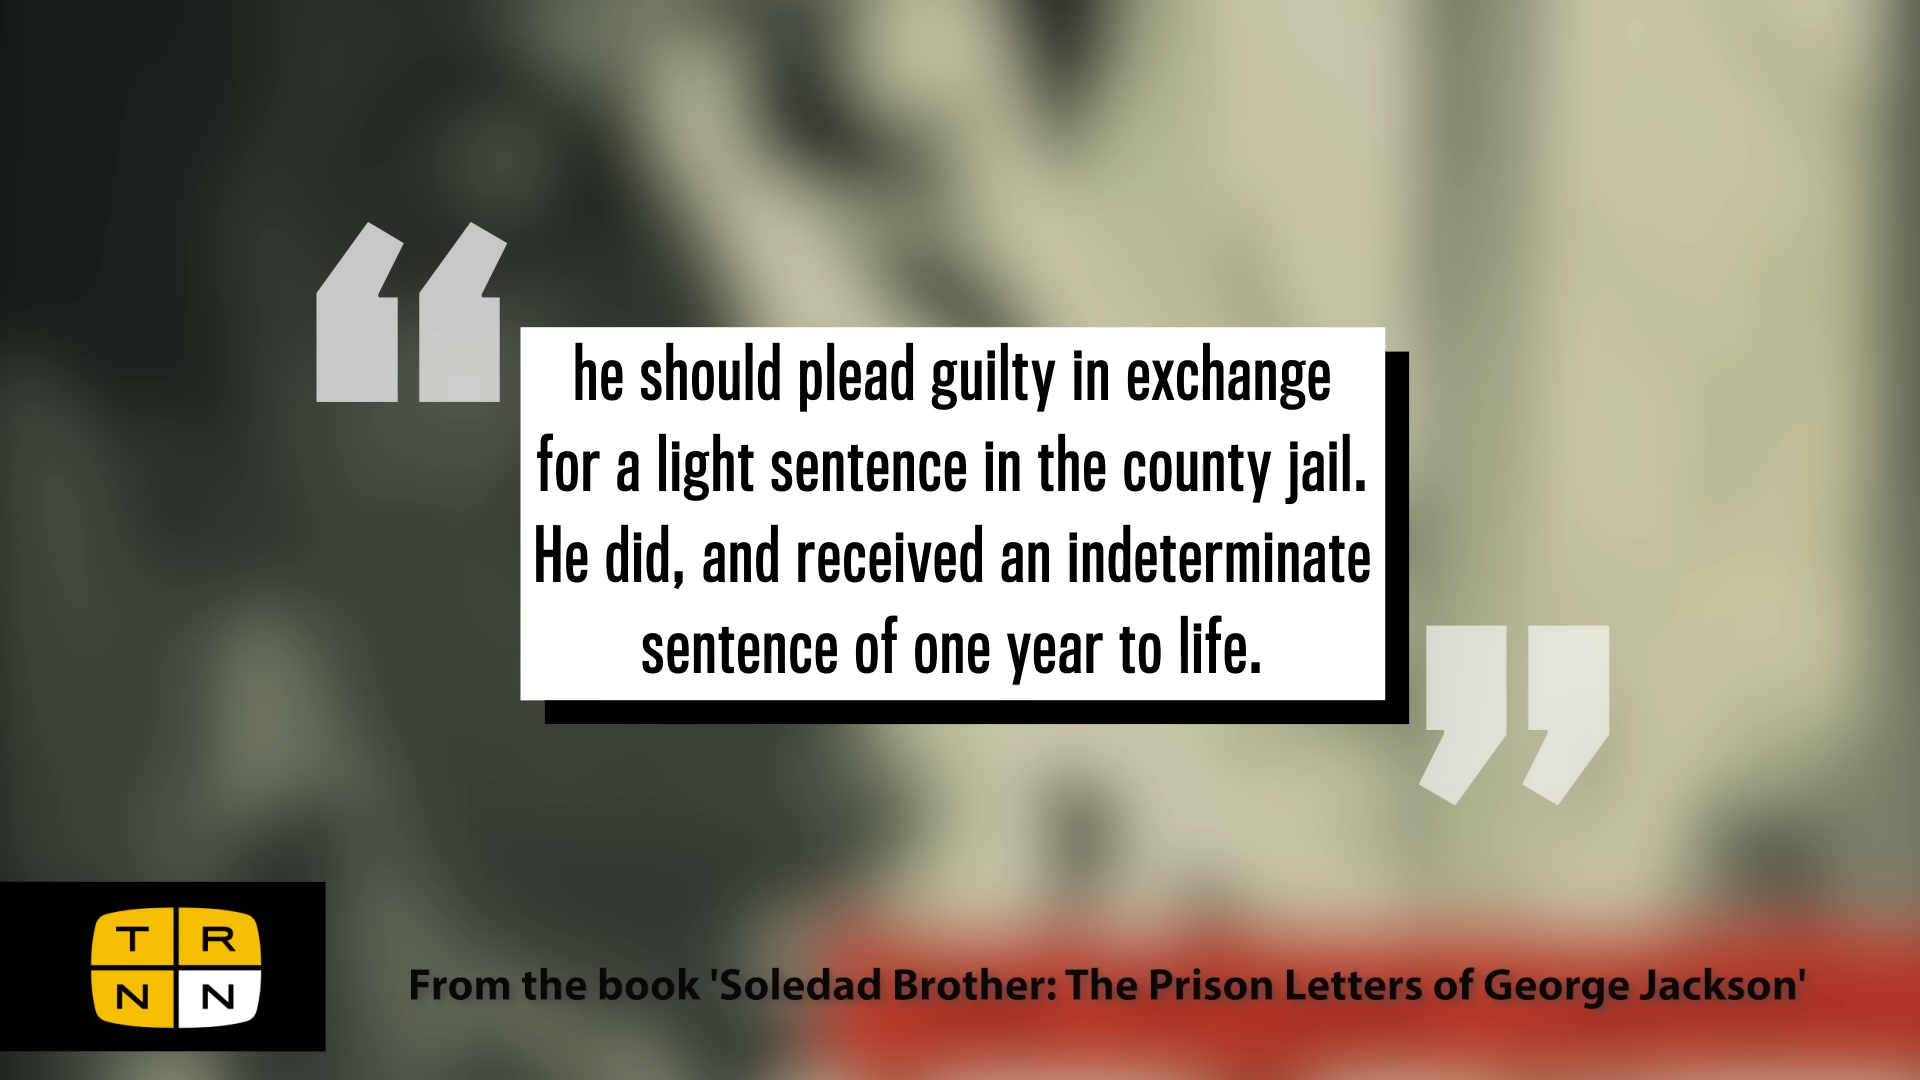 he should plead guilty in exchange
for a light sentence in the county jail.
He did, and received an indeterminate
sentence of one year to life.
T R
N N
From the book 'Soledad Brother: The Prison Letters of George Jackson'